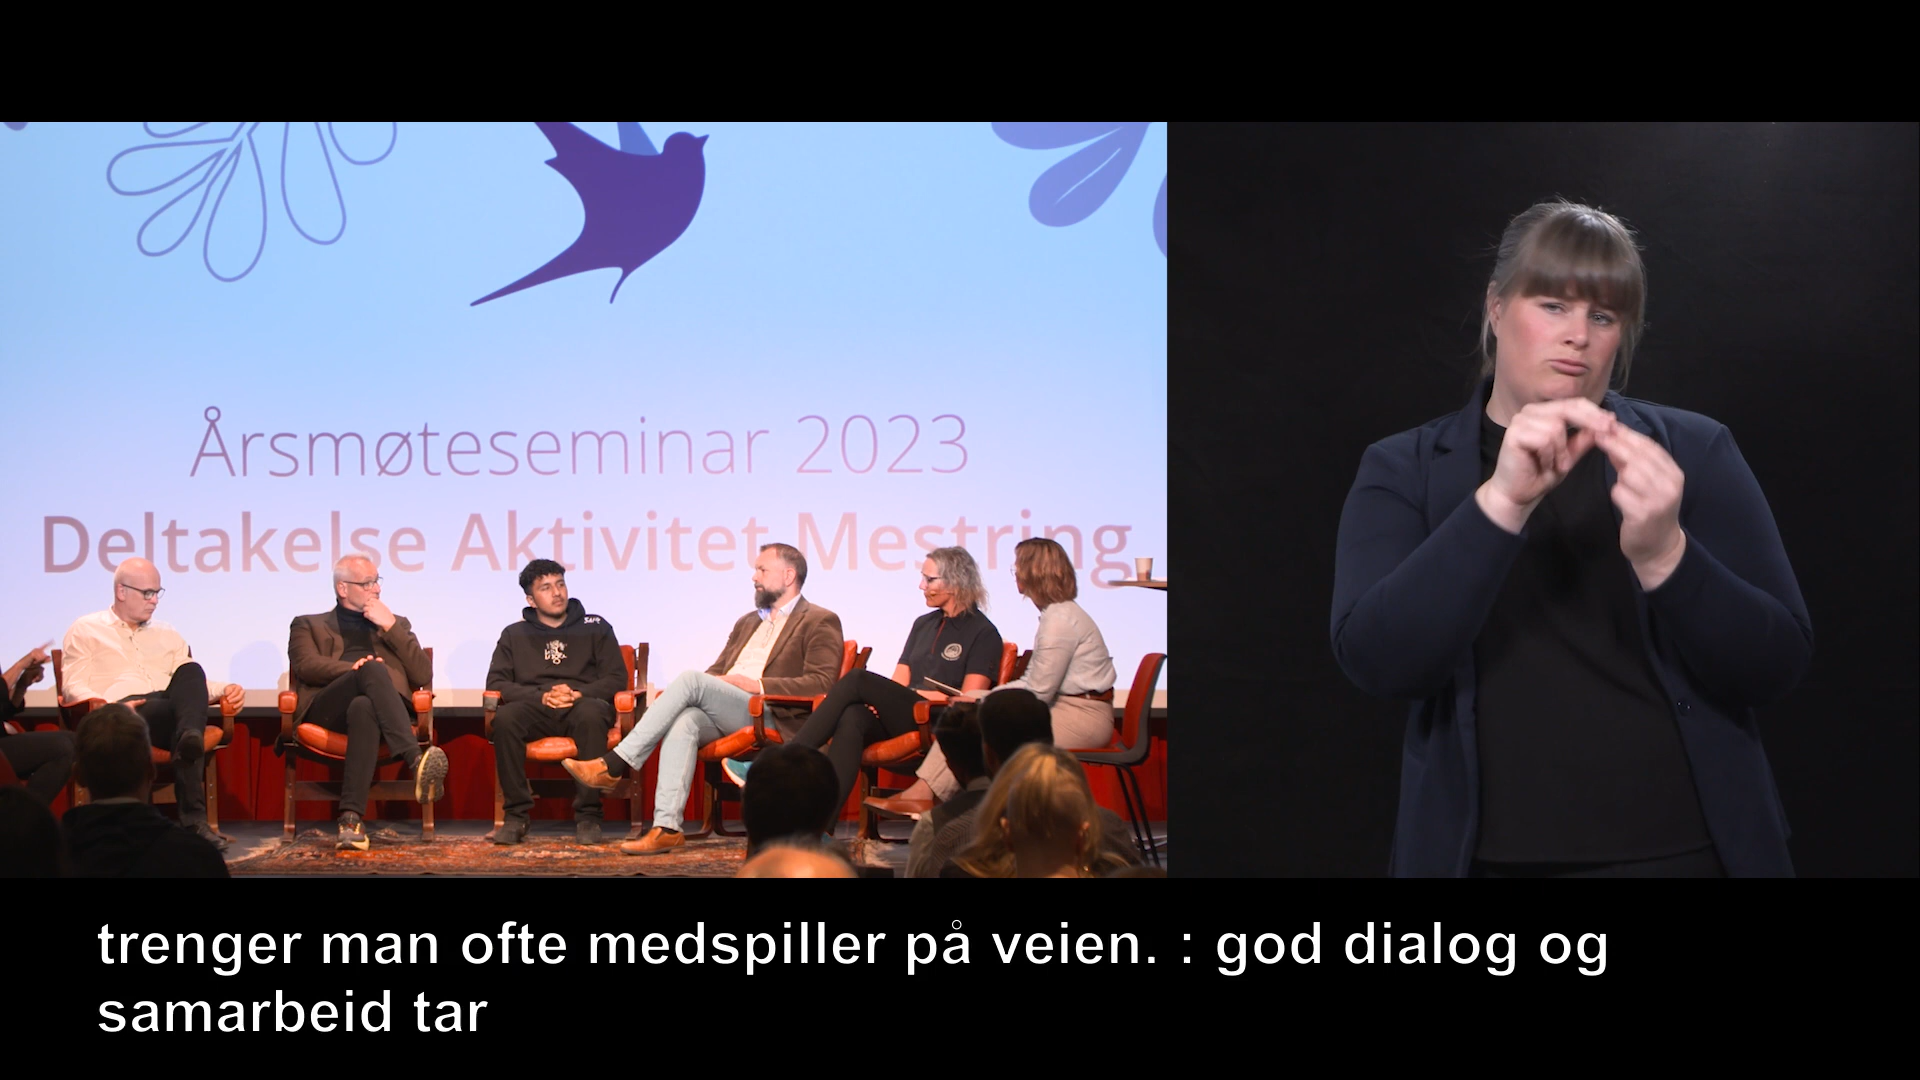 Årsmøteseminar 2023
Deltakelse Aktivitet Mestring
trenger man ofte medspiller på veien. : god dialog og
samarbeid tar